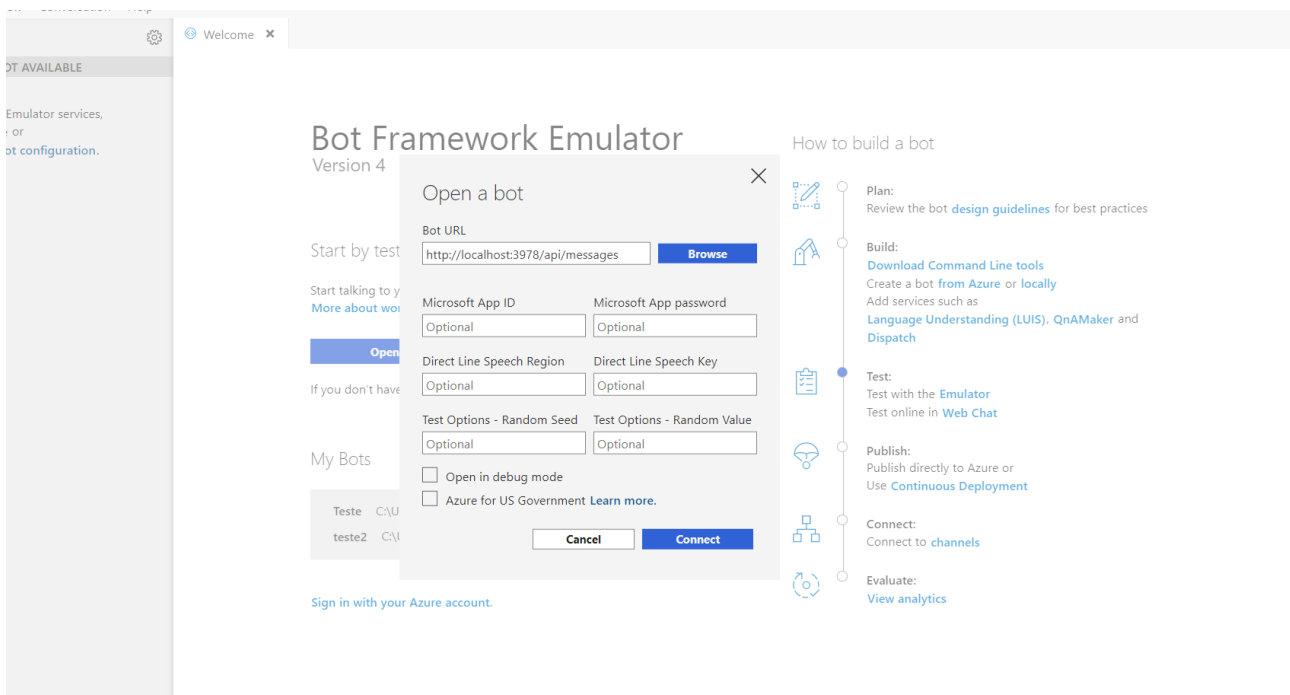 Conversation Help
Welcome
OT AVAILABLE
Emulator services,
or
ot configuration.
Bot Framework Emulator
Version 4
Start by test
Start talking to y
More about wor
Open
If you don't have
My Bots
Teste C:\U
teste2 C:\U
Sign in with your Azure account.
Open a bot
Bot URL
http://localhost:3978/api/messages Browse
Microsoft App ID Microsoft App password
Optional Optional
Direct Line Speech Region Direct Line Speech Key
Optional Optional
Test Options - Random Seed Test Options - Random Value
Optional Optional
Open in debug mode
Azure for US Government Learn more.
Cancel Connect
How to build a bot
Plan:
Review the bot design guidelines for best practices
Build:
Download Command Line tools
Create a bot from Azure or locally
Add services such as
Language Understanding (LUIS), QnAMaker and
Dispatch
Test:
Test with the Emulator
Test online in Web Chat
Publish:
Publish directly to Azure or
Use Continuous Deployment
Connect:
Connect to channels
Evaluate:
View analytics